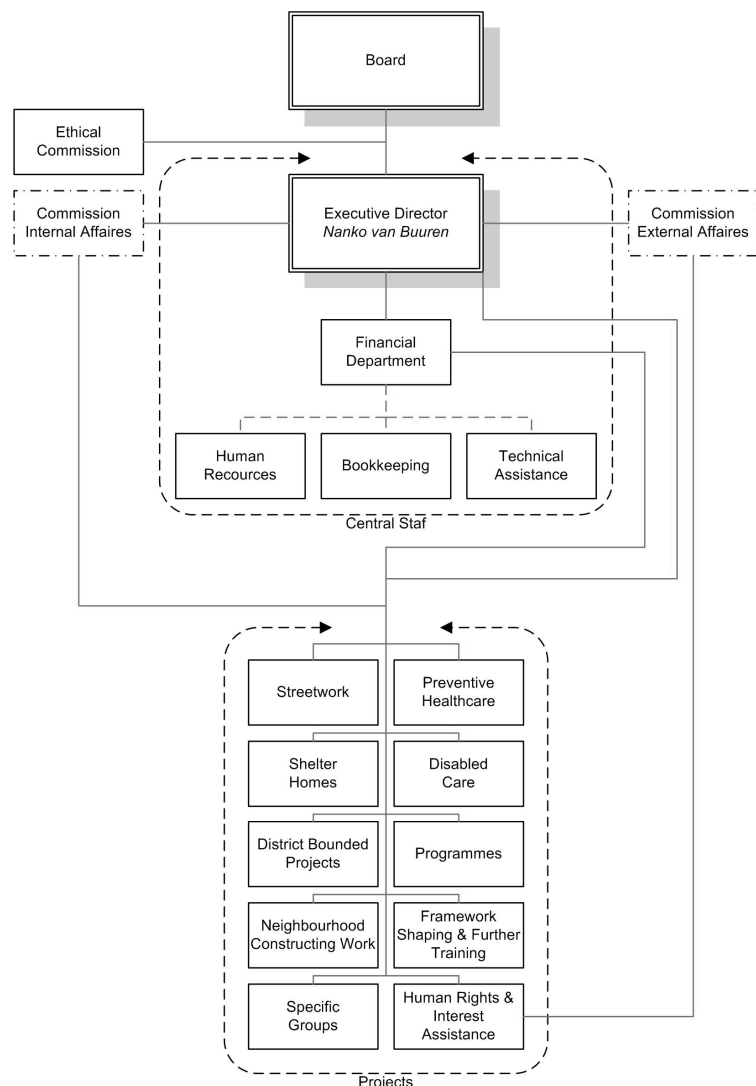 Board
Ethical
Commission
Commission
Internal Affaires
Executive Director
Nanko van Buuren
Commission
External Affaires
Financial
Department
Human
Recources
Bookkeeping
Technical
Assistance
Central Staf
Streetwork
Preventive
Healthcare
Shelter
Homes
Disabled
Care
District Bounded
Projects
Programmes
Neighbourhood
Constructing Work
Framework
Shaping & Further
Training
Specific
Groups
Human Rights &
Interest
Assistance
Projects